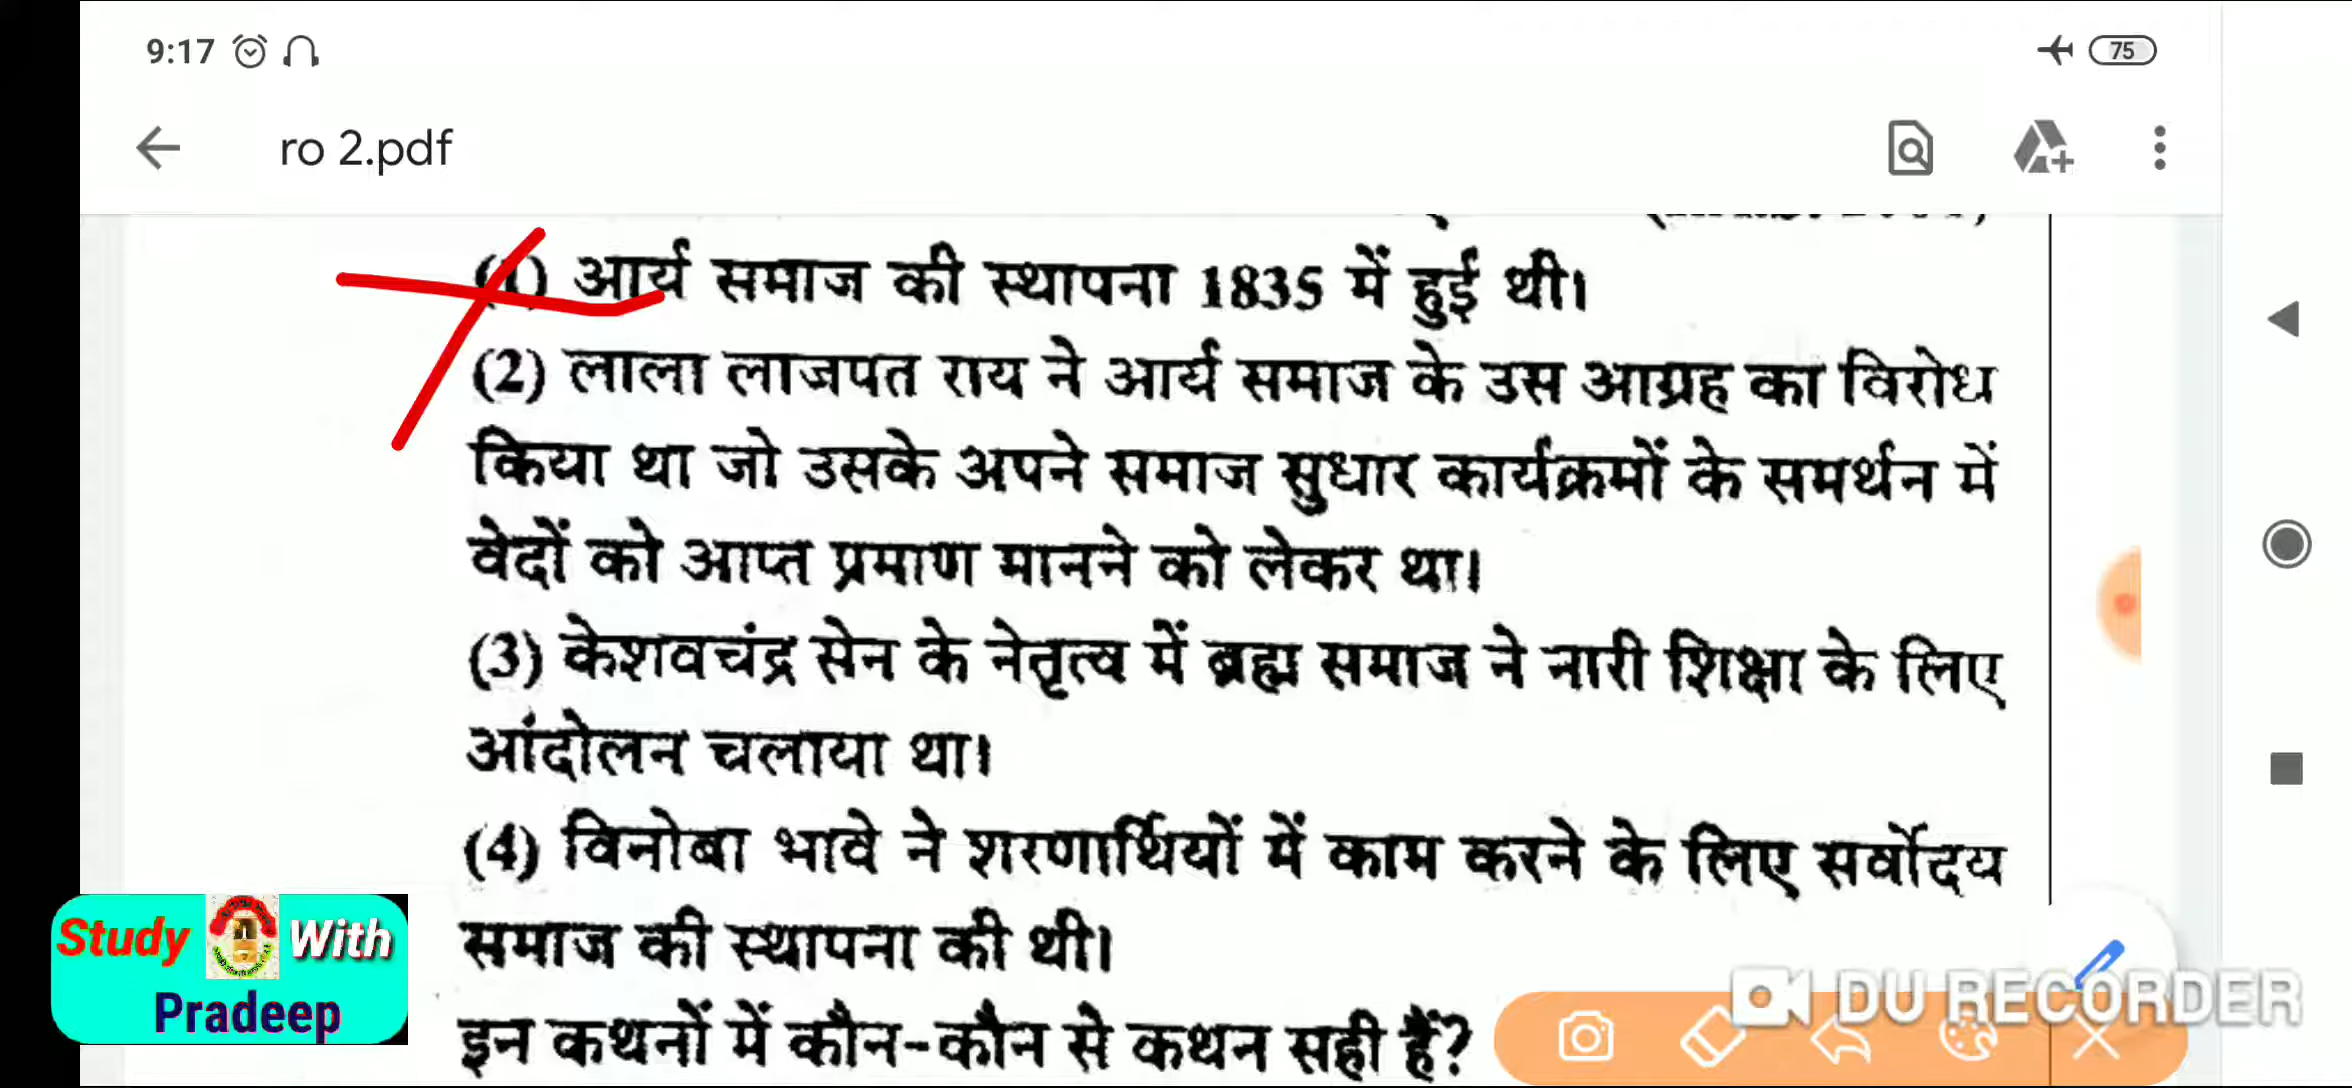 9:17 75
ro 2.pdf
(1) आर्य समाज की स्थापना 1835 में हुई थी।
(2) लाला लाजपत राय ने आर्य समाज के उस आग्रह का विरोध
किया था जो उसके अपने समाज सुधार कार्यक्रमों के समर्थन में
वेदों को आप्त प्रमाण मानने को लेकर था।
(3) केशवचंद्र सेन के नेतृत्व में ब्रह्म समाज ने नारी शिक्षा के लिए
आंदोलन चलाया था।
(4) विनोबा भावे ने शरणार्थियों में काम करने के लिए सर्वोदय
समाज की स्थापना की थी।
इन कथनों में कौन-कौन से कथन सही हैं?
Study With
Pradeep
DU RECORDER